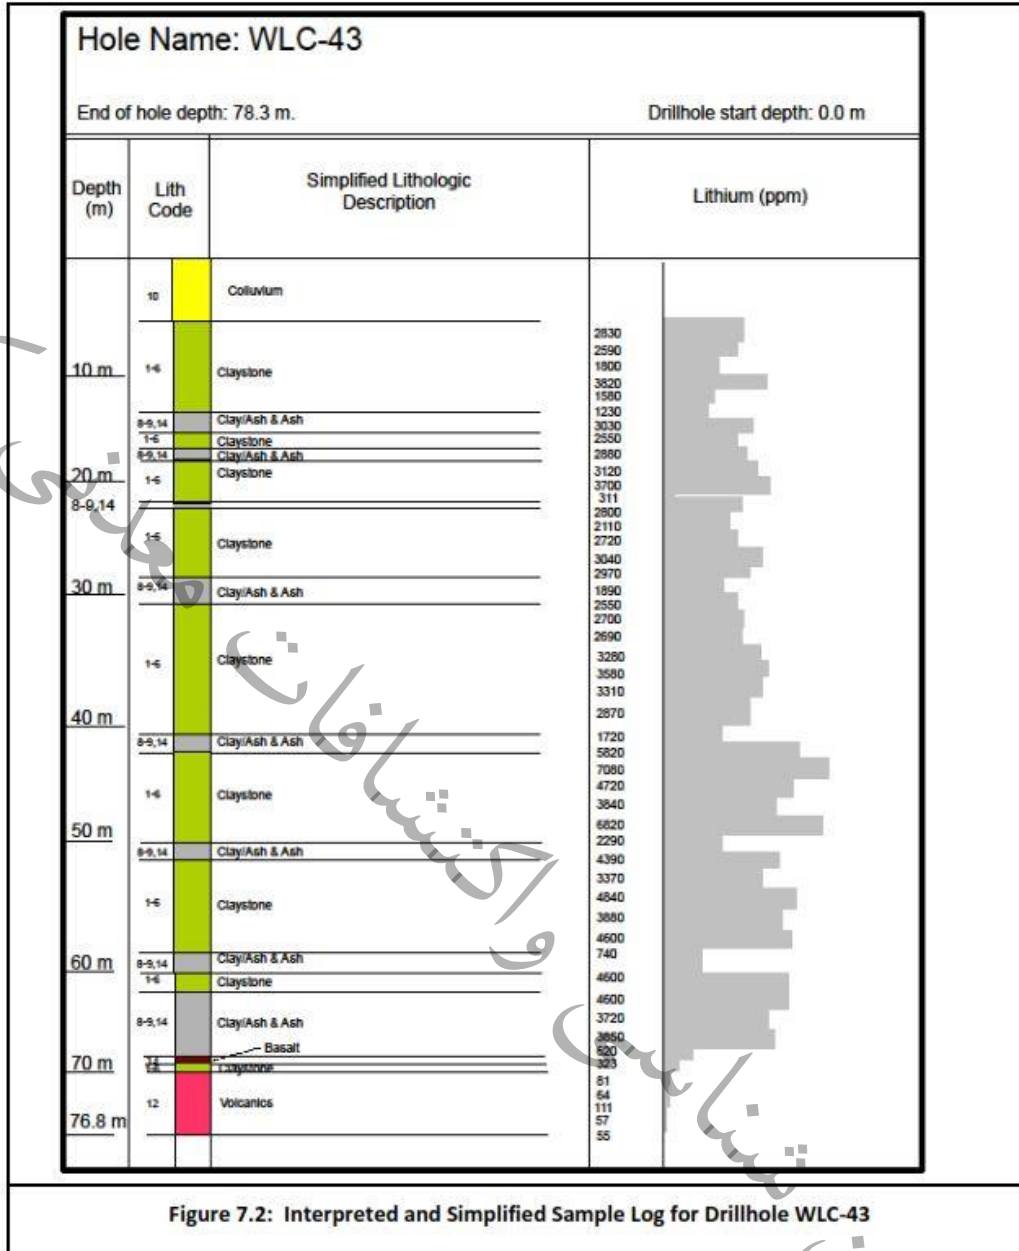 Hole Name: WLC-43
End of hole depth: 78.3 m. Drillhole start depth: 0.0 m
Depth (m) Lith Code Simplified Lithologic Description Lithium (ppm)
10 Colluvium
2830
2590
1800
10 m 1-6 Claystone
3820
1580
1230
8-9,14 Clay/Ash & Ash 3030
1-6 Claystone 2550
8-9,14 Clay/Ash & Ash 2880
20 m 1-6 Claystone 3120
3700
8-9,14 311
2800
2110
1-6 Claystone 2720
3040
2970
30 m 8-9,14 Clay/Ash & Ash 1890
2550
2700
2690
1-6 Claystone 3280
3580
3310
40 m 2870
1720
8-9,14 Clay/Ash & Ash 5820
7080
4720
1-6 Claystone 3840
6820
50 m 2290
8-9,14 Clay/Ash & Ash 4390
3370
4840
1-6 Claystone 3880
4600
8-9,14 Clay/Ash & Ash 740
60 m
1-6 Claystone 4600
4600
8-9,14 Clay/Ash & Ash 3720
3850
Basalt 520
70 m Claystone 323
81
64
12 Volcanics 111
76.8 m 57
55
Figure 7.2: Interpreted and Simplified Sample Log for Drillhole WLC-43
شناسی و اکتشافات معدنی